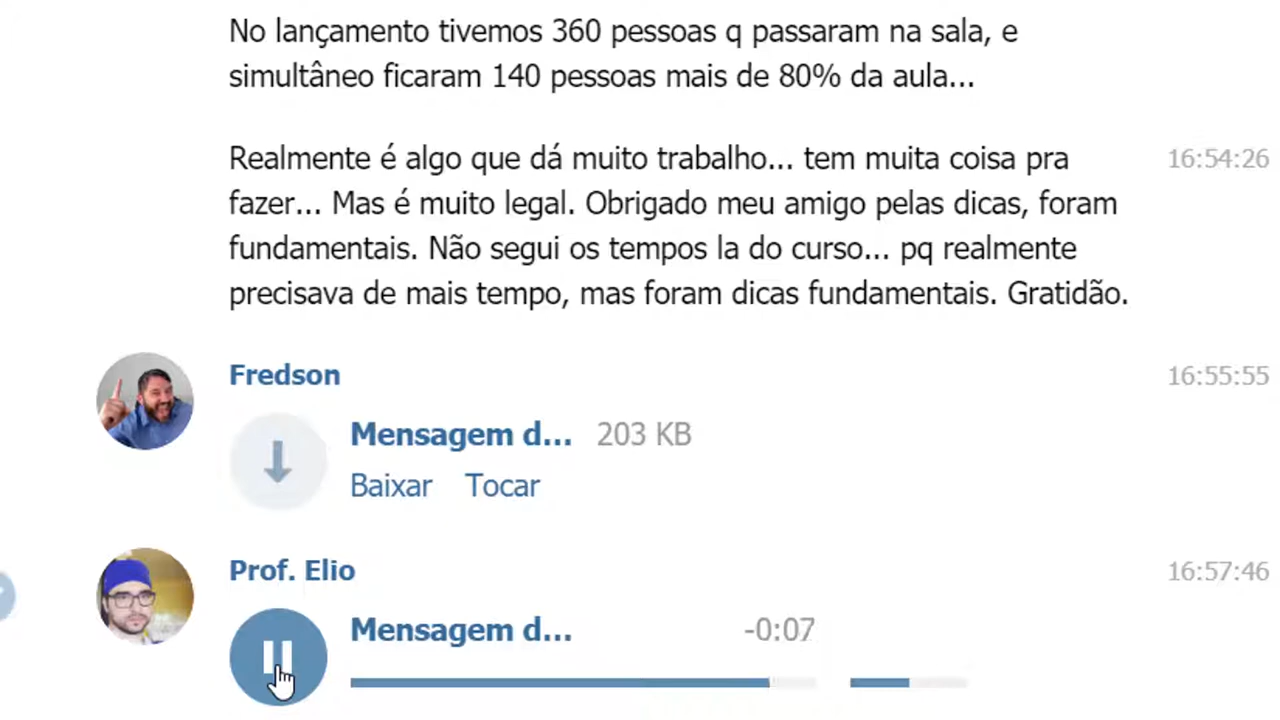 No lançamento tivemos 360 pessoas q passaram na sala, e
simultâneo ficaram 140 pessoas mais de 80% da aula...
Realmente é algo que dá muito trabalho... tem muita coisa pra 16:54:26
fazer... Mas é muito legal. Obrigado meu amigo pelas dicas, foram
fundamentais. Não segui os tempos la do curso... pq realmente
precisava de mais tempo, mas foram dicas fundamentais. Gratidão.
Fredson 16:55:55
Mensagem d... 203 KB
Baixar Tocar
Prof. Elio 16:57:46
Mensagem d... -0:07